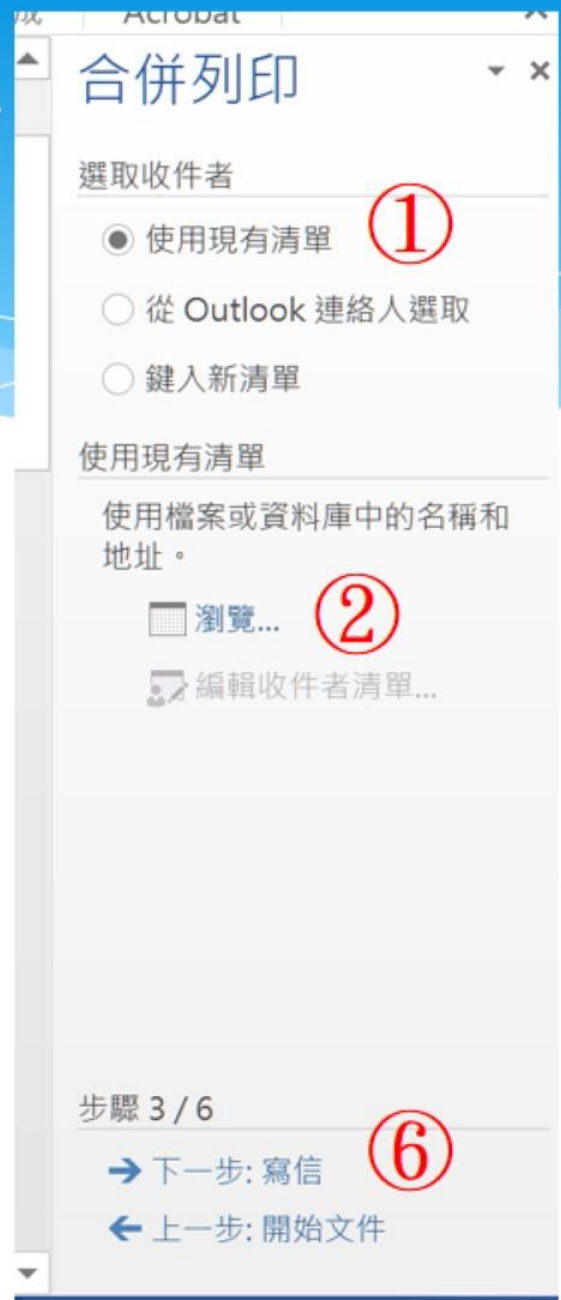 成 Acrobat
合併列印
選取收件者
使用現有清單 ①
從 Outlook 連絡人選取
鍵入新清單
使用現有清單
使用檔案或資料庫中的名稱和
地址。
瀏覽... ②
編輯收件者清單...
步驟 3 / 6
下一步: 寫信 ⑥
上一步: 開始文件